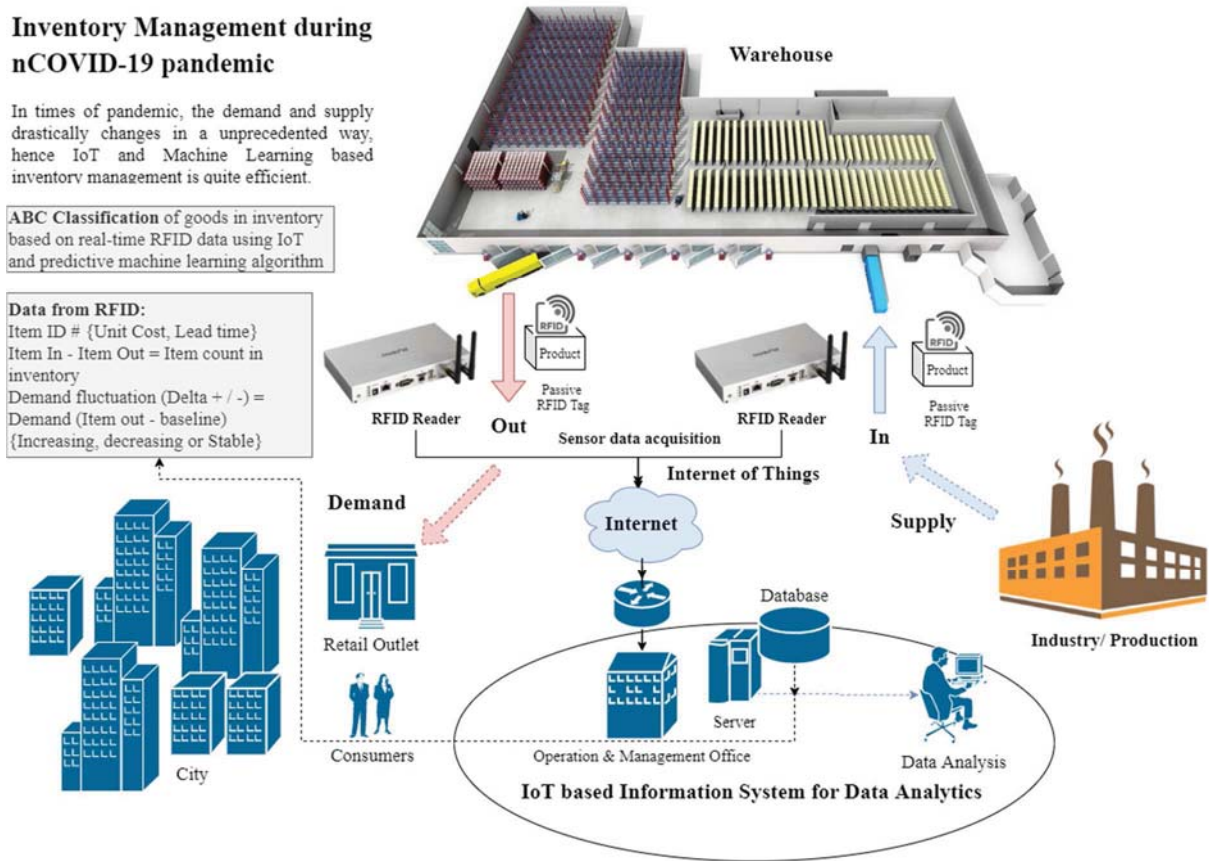 Inventory Management during
nCOVID-19 pandemic
In times of pandemic, the demand and supply
drastically changes in a unprecedented way,
hence IoT and Machine Learning based
inventory management is quite efficient.
ABC Classification of goods in inventory
based on real-time RFID data using IoT
and predictive machine learning algorithm
Data from RFID:
Item ID # {Unit Cost, Lead time}
Item In - Item Out = Item count in
inventory
Demand fluctuation (Delta + / -) =
Demand (Item out - baseline)
{Increasing, decreasing or Stable}
Warehouse
RFID
Product
Passive
RFID Tag
RFID Reader
Out
RFID
Product
Passive
RFID Tag
RFID Reader
In
Sensor data acquisition
Internet of Things
Internet
Demand
Supply
Retail Outlet
Consumers
City
Industry/ Production
Database
Server
Operation & Management Office
Data Analysis
IoT based Information System for Data Analytics